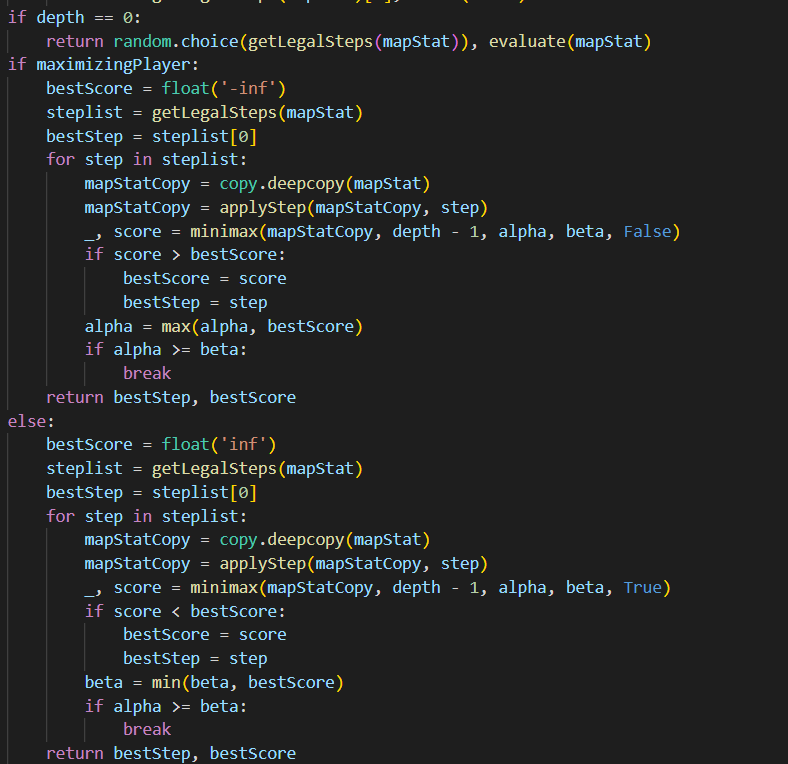 if depth == 0:
    return random.choice(getLegalSteps(mapStat)), evaluate(mapStat)
if maximizingPlayer:
    bestScore = float('-inf')
    steplist = getLegalSteps(mapStat)
    bestStep = steplist[0]
    for step in steplist:
        mapStatCopy = copy.deepcopy(mapStat)
        mapStatCopy = applyStep(mapStatCopy, step)
        _, score = minimax(mapStatCopy, depth - 1, alpha, beta, False)
        if score > bestScore:
            bestScore = score
            bestStep = step
        alpha = max(alpha, bestScore)
        if alpha >= beta:
            break
    return bestStep, bestScore
else:
    bestScore = float('inf')
    steplist = getLegalSteps(mapStat)
    bestStep = steplist[0]
    for step in steplist:
        mapStatCopy = copy.deepcopy(mapStat)
        mapStatCopy = applyStep(mapStatCopy, step)
        _, score = minimax(mapStatCopy, depth - 1, alpha, beta, True)
        if score < bestScore:
            bestScore = score
            bestStep = step
        beta = min(beta, bestScore)
        if alpha >= beta:
            break
    return bestStep, bestScore